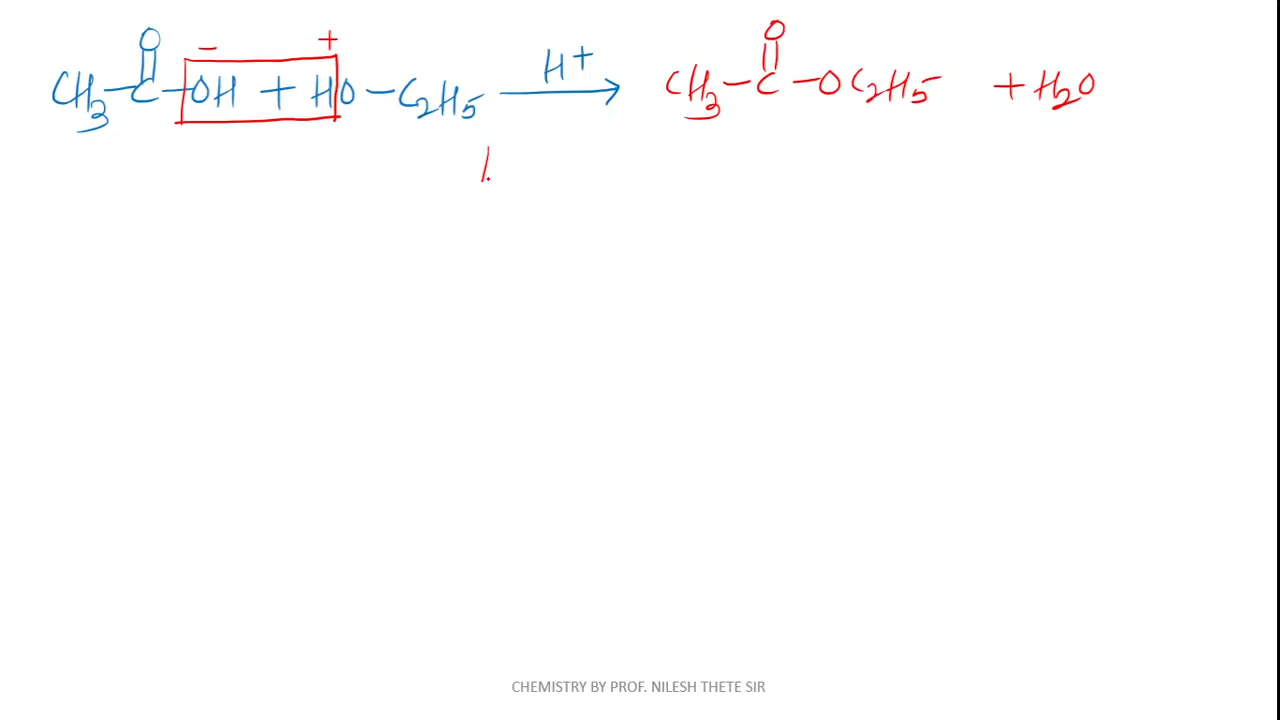 O - + O
CH3-C-OH + HO-C2H5 H+ → CH3-C-OC2H5 + H2O
CHEMISTRY BY PROF. NILESH THETE SIR